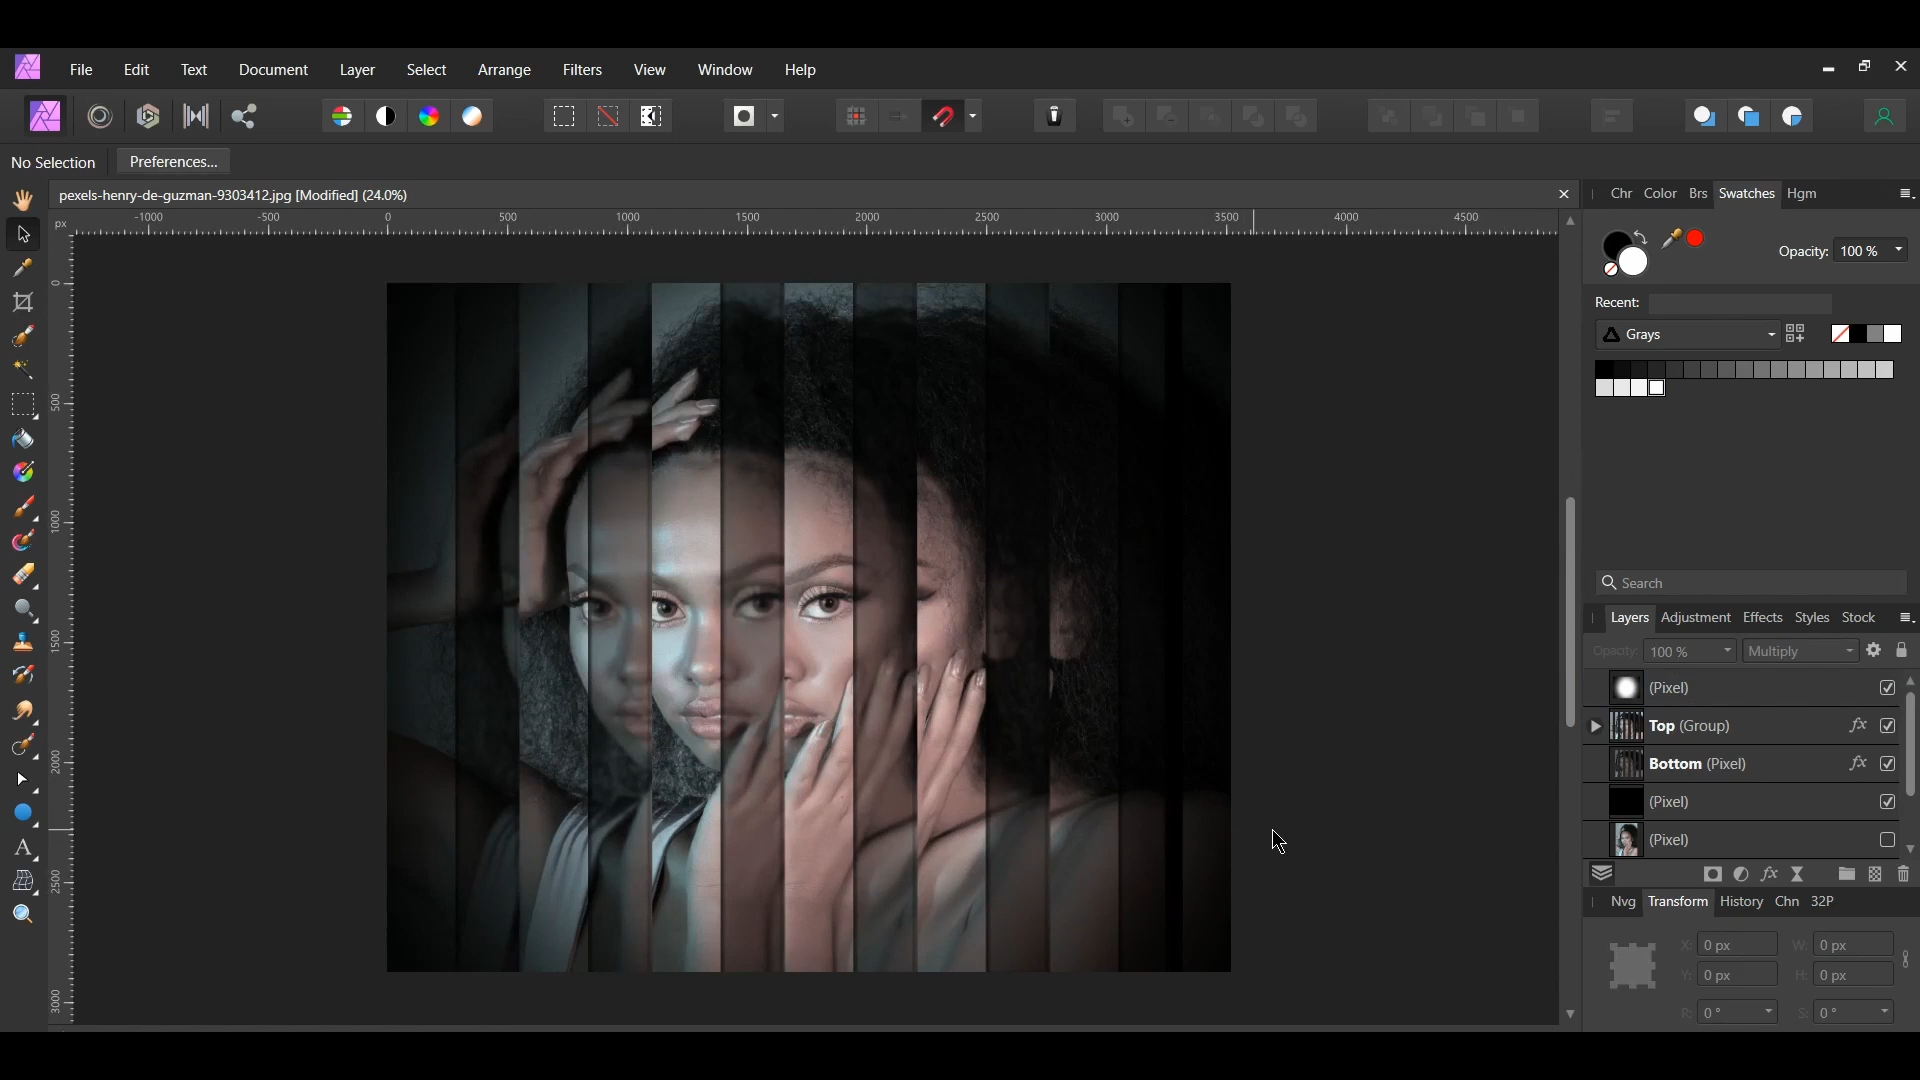 File Edit Text Document Layer Select Arrange Filters View Window Help
No Selection Preferences...
pexels-henry-de-guzman-9303412.jpg [Modified] (24.0%)
px -1000 -500 0 500 1000 1500 2000 2500 3000 3500 4000 4500
0
500
1000
1500
2000
2500
3000
Chr Color Brs Swatches Hgm
Opacity: 100 %
Recent:
Grays
Search
Layers Adjustment Effects Styles Stock
Opacity: 100 % Multiply
(Pixel)
Top (Group) fx
Bottom (Pixel) fx
(Pixel)
(Pixel)
fx
Nvg Transform History Chn 32P
X: 0 px W: 0 px
Y: 0 px H: 0 px
R: 0 ° S: 0 °
A